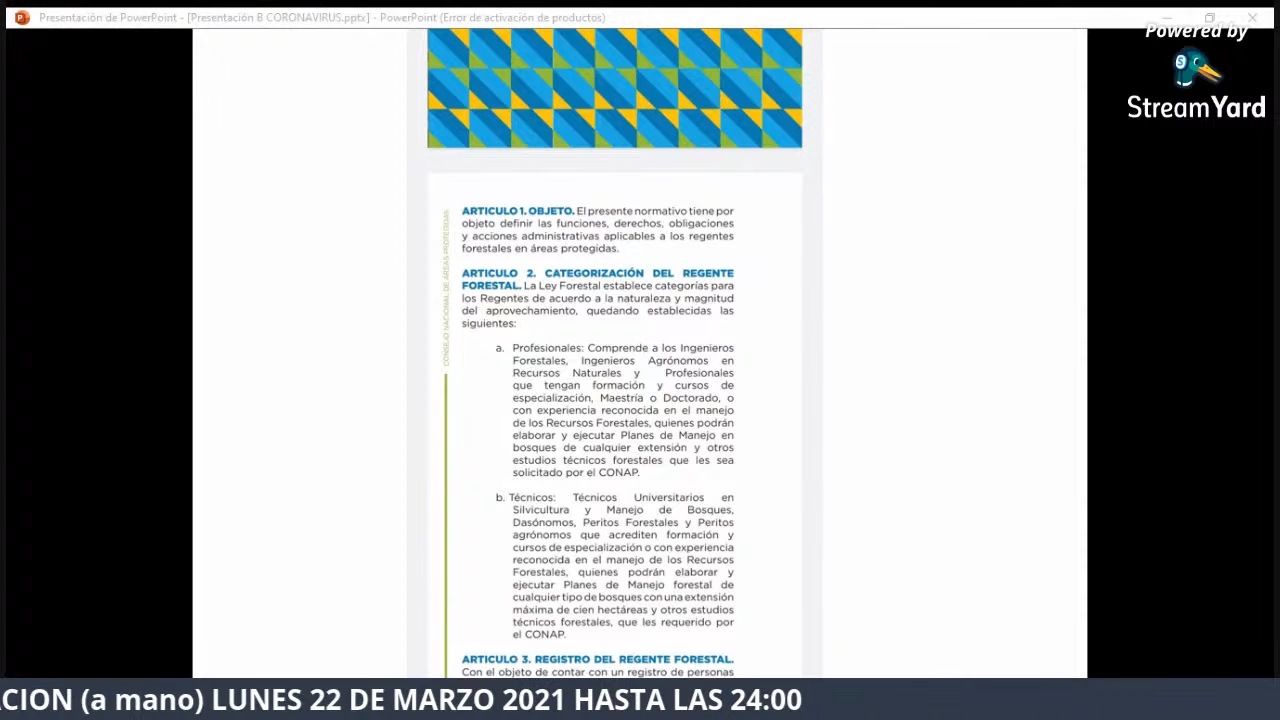 Presentación de PowerPoint - [Presentación B CORONAVIRUS.pptx] - PowerPoint (Error de activación de productos)
Powered by
StreamYard
CONSEJO NACIONAL DE ÁREAS PROTEGIDAS
ARTICULO 1. OBJETO. El presente normativo tiene por
objeto definir las funciones, derechos, obligaciones
y acciones administrativas aplicables a los regentes
forestales en áreas protegidas.
ARTICULO 2. CATEGORIZACIÓN DEL REGENTE
FORESTAL. La Ley Forestal establece categorías para
los Regentes de acuerdo a la naturaleza y magnitud
del aprovechamiento, quedando establecidas las
siguientes:
a. Profesionales: Comprende a los Ingenieros
Forestales, Ingenieros Agrónomos en
Recursos Naturales y Profesionales
que tengan formación y cursos de
especialización, Maestría o Doctorado, o
con experiencia reconocida en el manejo
de los Recursos Forestales, quienes podrán
elaborar y ejecutar Planes de Manejo en
bosques de cualquier extensión y otros
estudios técnicos forestales que les sea
solicitado por el CONAP.
b. Técnicos: Técnicos Universitarios en
Silvicultura y Manejo de Bosques,
Dasónomos, Peritos Forestales y Peritos
agrónomos que acrediten formación y
cursos de especialización o con experiencia
reconocida en el manejo de los Recursos
Forestales, quienes podrán elaborar y
ejecutar Planes de Manejo forestal de
cualquier tipo de bosques con una extensión
máxima de cien hectáreas y otros estudios
técnicos forestales, que les requerido por
el CONAP.
ARTICULO 3. REGISTRO DEL REGENTE FORESTAL.
Con el objeto de contar con un registro de personas
CION (a mano) LUNES 22 DE MARZO 2021 HASTA LAS 24:00